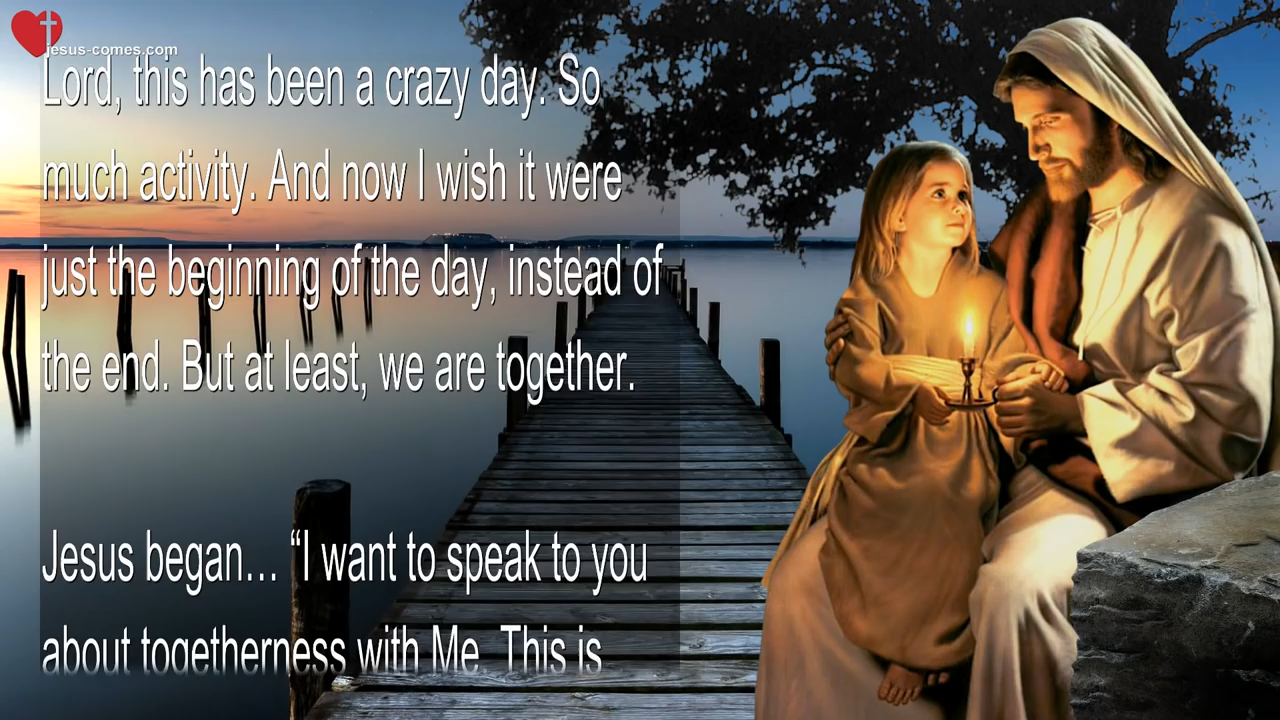 jesus-comes.com
Lord, this has been a crazy day. So
much activity. And now I wish it were
just the beginning of the day, instead of
the end. But at least, we are together.
Jesus began… “I want to speak to you
about togetherness with Me. This is